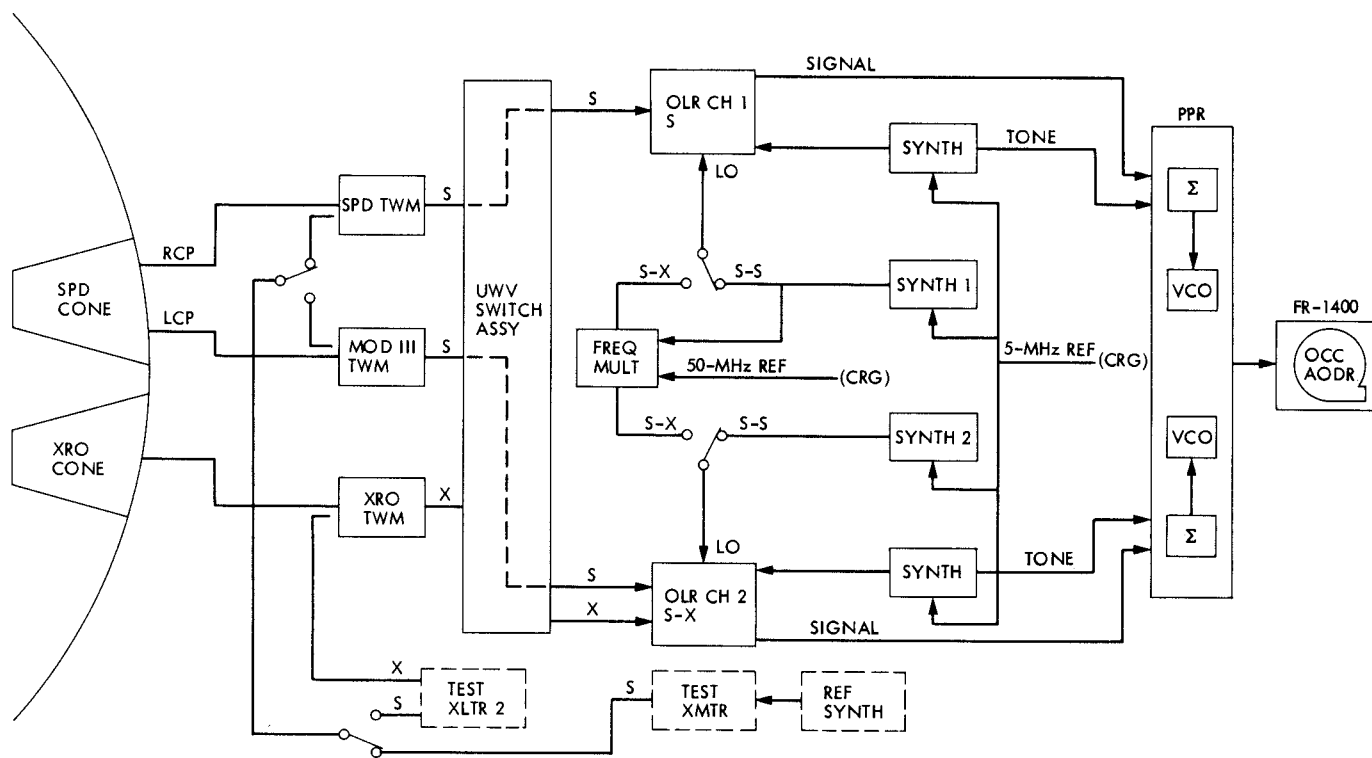 SIGNAL
OLR CH 1
S
S
SYNTH
TONE
PPR
Σ
LO
SPD TWM
S
RCP
SPD
CONE
UWV
SWITCH
ASSY
S-X
S-S
SYNTH 1
VCO
LCP
MOD III
TWM
S
FREQ
MULT
50-MHz REF
(CRG)
5-MHz REF
(CRG)
FR-1400
OCC
AODR
S-X
S-S
SYNTH 2
VCO
XRO
CONE
XRO
TWM
X
LO
Σ
S
OLR CH 2
S-X
SYNTH
TONE
X
SIGNAL
X
TEST
XLTR 2
S
S
TEST
XMTR
REF
SYNTH